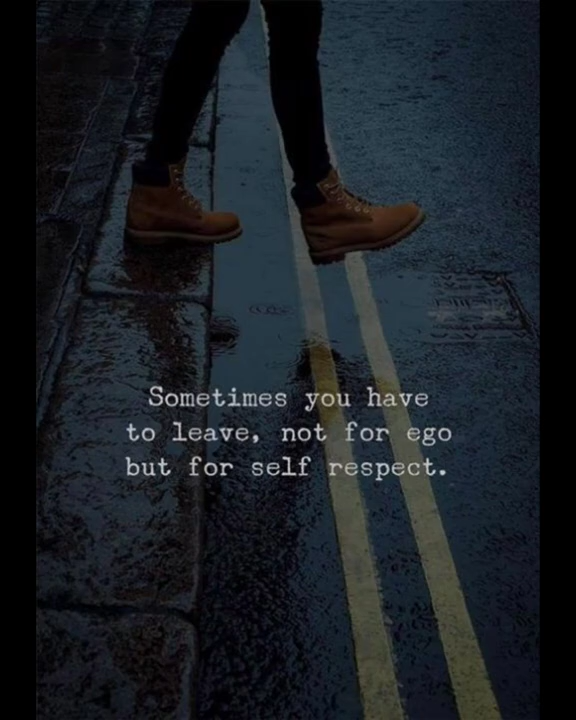 Sometimes you have
to leave, not for ego
but for self respect.